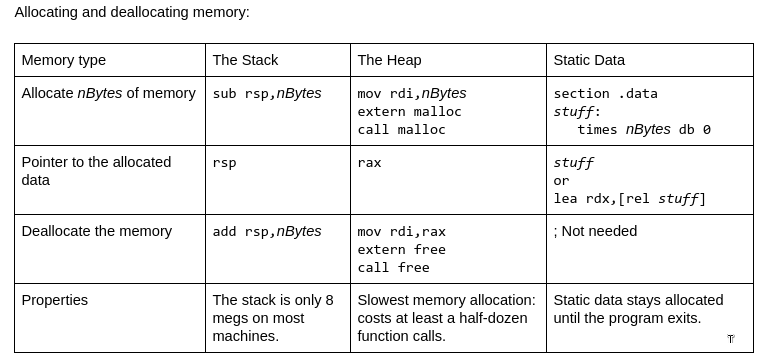 Allocating and deallocating memory:
Memory type
The Stack
The Heap
Static Data
Allocate nBytes of memory
sub rsp,nBytes
mov rdi,nBytes
extern malloc
call malloc
section .data
stuff:
times nBytes db 0
Pointer to the allocated
data
rsp
rax
stuff
or
lea rdx,[rel stuff]
Deallocate the memory
add rsp,nBytes
mov rdi,rax
extern free
call free
; Not needed
Properties
The stack is only 8
megs on most
machines.
Slowest memory allocation:
costs at least a half-dozen
function calls.
Static data stays allocated
until the program exits.